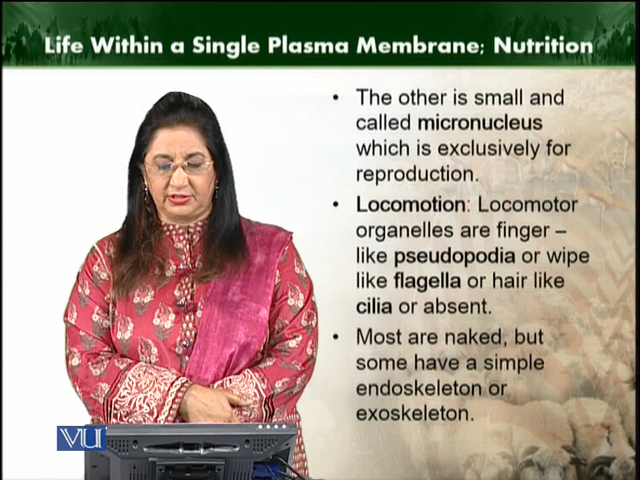 Life Within a Single Plasma Membrane; Nutrition
• The other is small and
called micronucleus
which is exclusively for
reproduction.
• Locomotion: Locomotor
organelles are finger –
like pseudopodia or wipe
like flagella or hair like
cilia or absent.
• Most are naked, but
some have a simple
endoskeleton or
exoskeleton.
VU